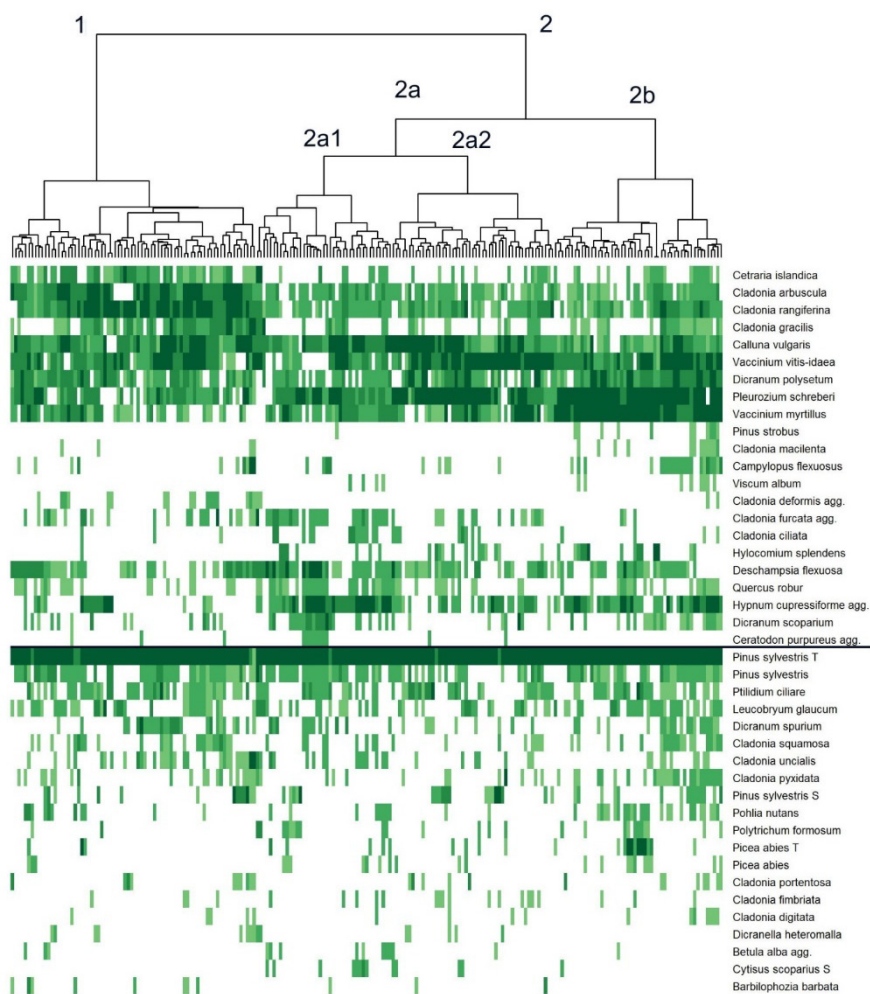 1
2
2a
2b
2a1
2a2
Cetraria islandica
Cladonia arbuscula
Cladonia rangiferina
Cladonia gracilis
Calluna vulgaris
Vaccinium vitis-idaea
Dicranum polysetum
Pleurozium schreberi
Vaccinium myrtillus
Pinus strobus
Cladonia macilenta
Campylopus flexuosus
Viscum album
Cladonia deformis agg.
Cladonia furcata agg.
Cladonia ciliata
Hylocomium splendens
Deschampsia flexuosa
Quercus robur
Hypnum cupressiforme agg.
Dicranum scoparium
Ceratodon purpureus agg.
Pinus sylvestris T
Pinus sylvestris
Ptilidium ciliare
Leucobryum glaucum
Dicranum spurium
Cladonia squamosa
Cladonia uncialis
Cladonia pyxidata
Pinus sylvestris S
Pohlia nutans
Polytrichum formosum
Picea abies T
Picea abies
Cladonia portentosa
Cladonia fimbriata
Cladonia digitata
Dicranella heteromalla
Betula alba agg.
Cytisus scoparius S
Barbilophozia barbata